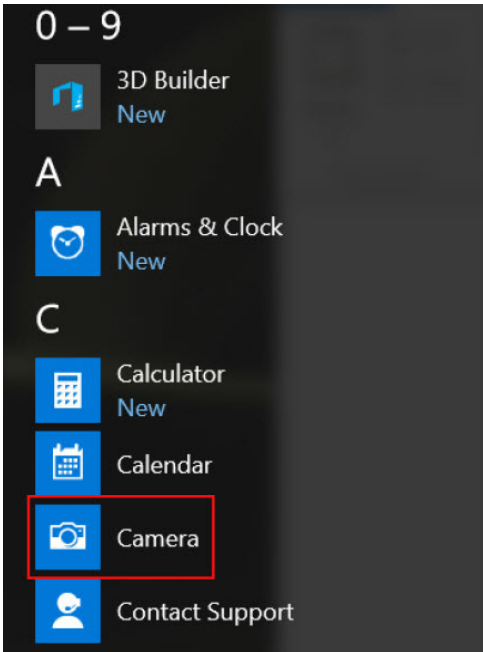 0 – 9
3D Builder
New
A
Alarms & Clock
New
C
Calculator
New
Calendar
Camera
Contact Support